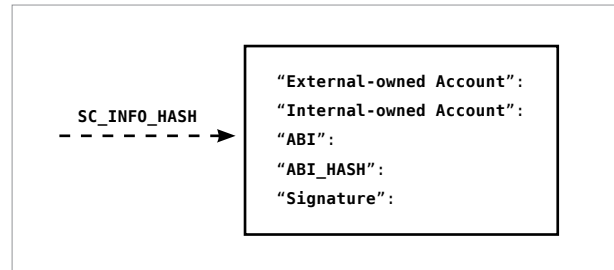 SC_INFO_HASH
“External-owned Account”:
“Internal-owned Account”:
“ABI”:
“ABI_HASH”:
“Signature”: